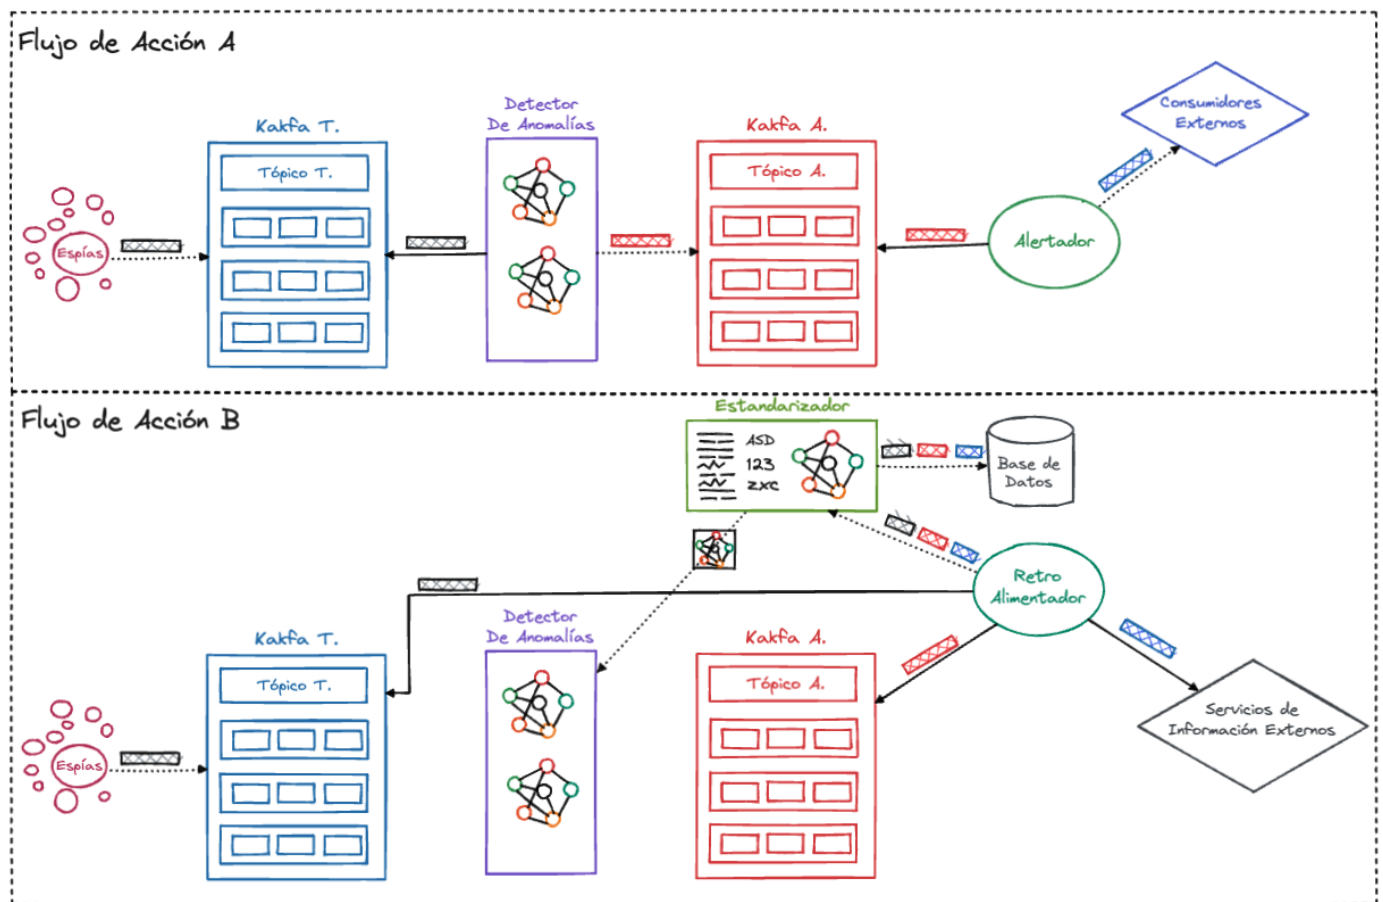 Flujo de Acción A
Kakfa T.
Tópico T.
Espías
Detector
De Anomalías
Kakfa A.
Tópico A.
Alertador
Consumidores
Externos
Flujo de Acción B
Estandarizador
ASD
123
zxc
Base de
Datos
Retro
Alimentador
Kakfa T.
Tópico T.
Espías
Detector
De Anomalías
Kakfa A.
Tópico A.
Servicios de
Información Externos